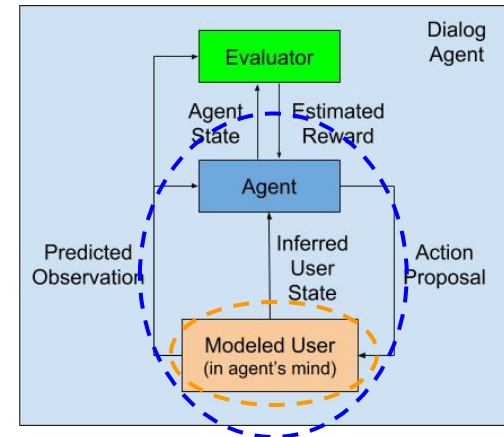 Dialog
Agent
Evaluator
Agent
State
Estimated
Reward
Agent
Predicted
Observation
Inferred
User
State
Action
Proposal
Modeled User
(in agent's mind)